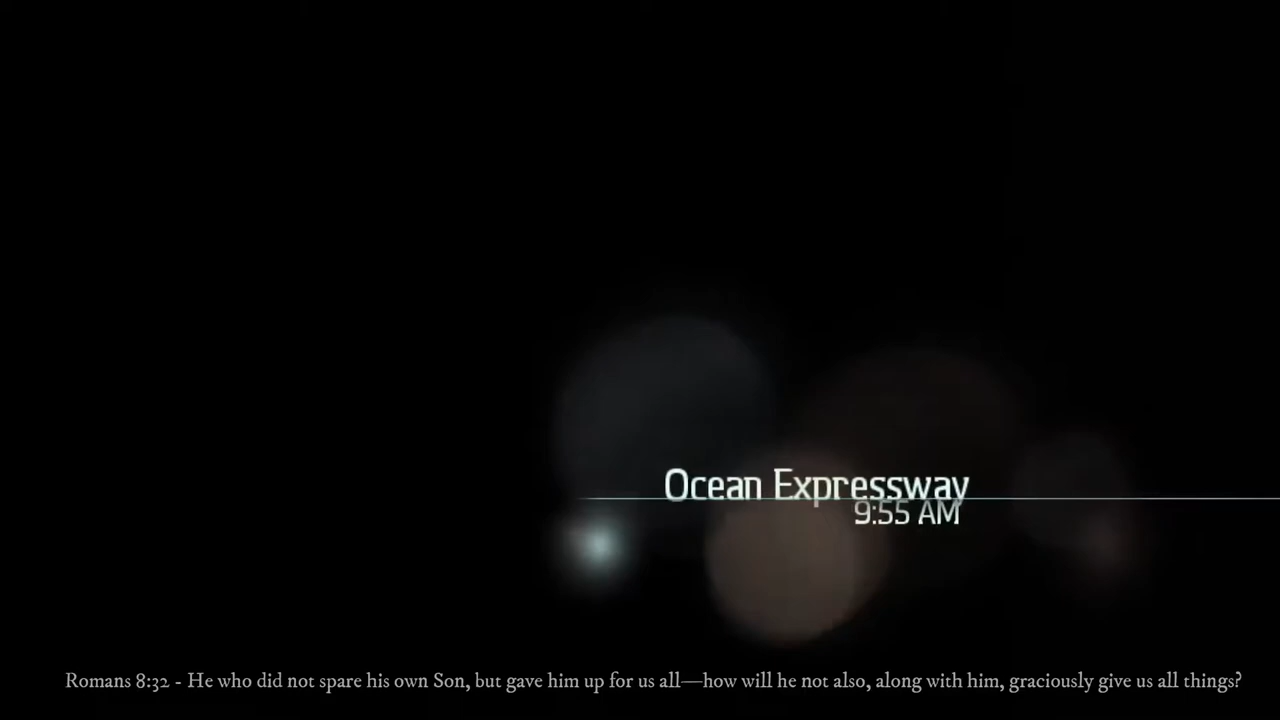 Ocean Expressway
9:55 AM
Romans 8:32 - He who did not spare his own Son, but gave him up for us all—how will he not also, along with him, graciously give us all things?